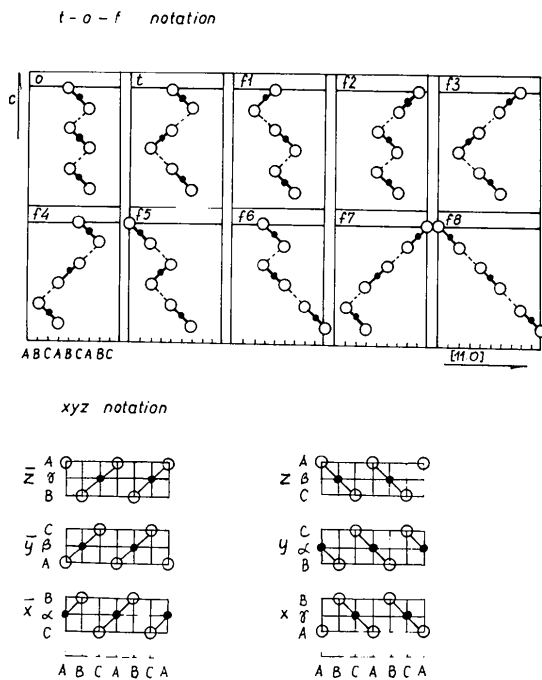 t-o-f notation
o t f1 f2 f3
c
f4 f5 f6 f7 f8
A B C A B C A B C
[11.0]
xyz notation
A A
z̅ γ z β
B C
C C
y̅ β y α
A B
B B
x̅ α x γ
C A
A B C A B C A A B C A B C A